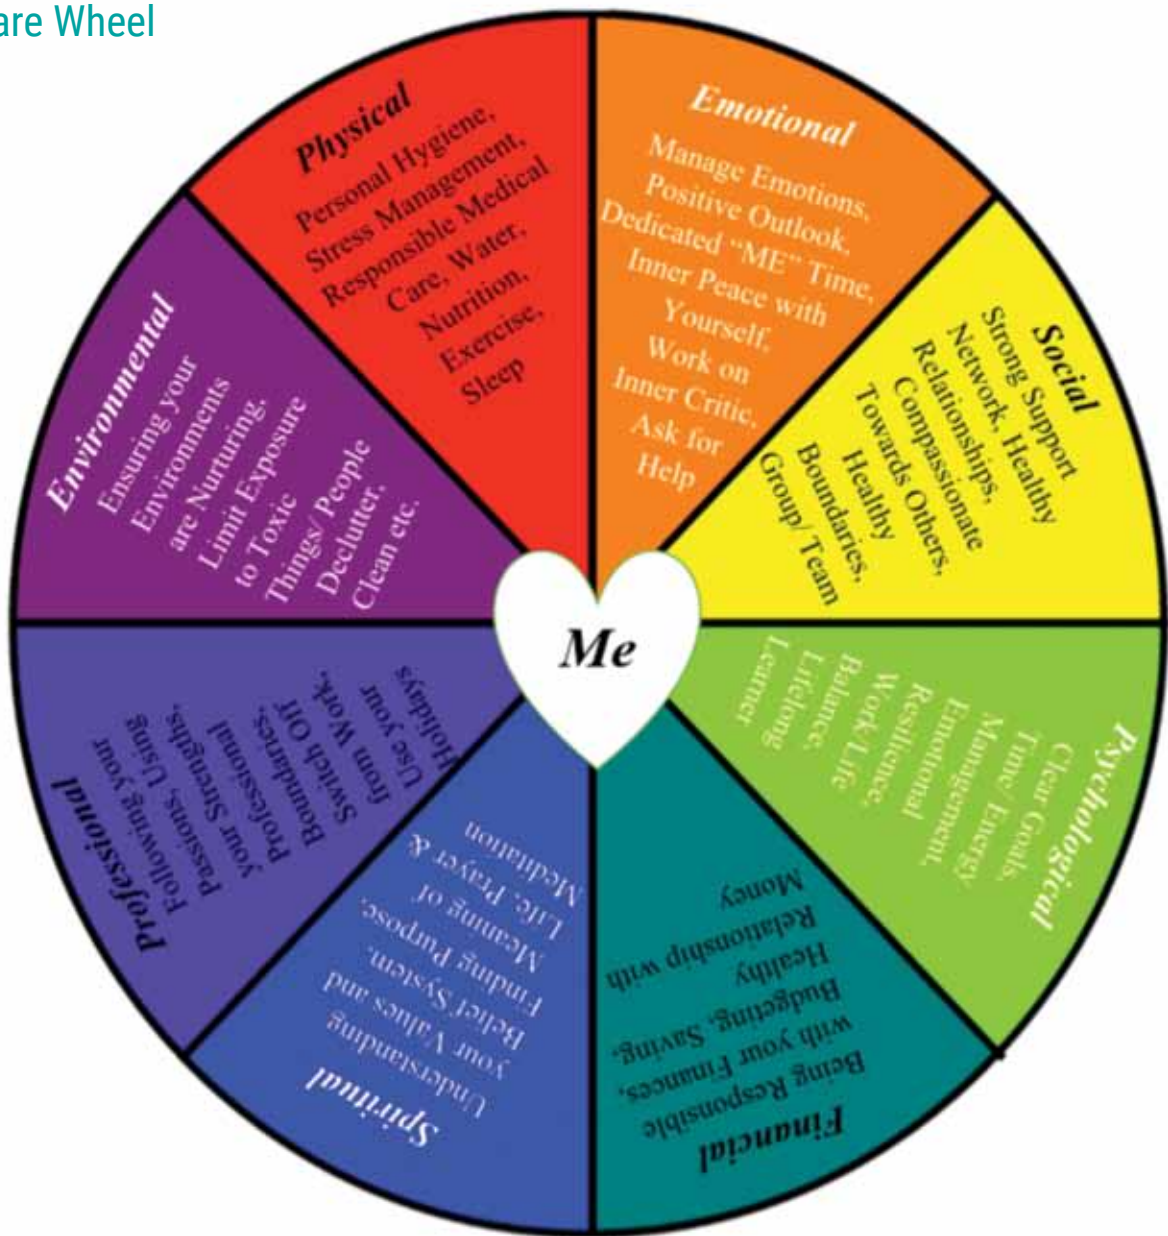 are Wheel
Physical
Personal Hygiene,
Stress Management,
Responsible Medical
Care, Water,
Nutrition,
Exercise,
Sleep
Emotional
Manage Emotions,
Positive Outlook,
Dedicated “ME” Time,
Inner Peace with
Yourself,
Work on
Inner Critic,
Ask for
Help
Social
Strong Support
Network, Healthy
Relationships,
Compassionate
Towards Others,
Healthy
Boundaries,
Group/ Team
Psychological
Clear Goals,
Time/ Energy
Management,
Emotional
Resilience,
Work/Life
Balance,
Lifelong
Learner
Financial
Being Responsible
with your Finances,
Budgeting, Saving,
Healthy
Relationship with
Money
Spiritual
Understanding
your Values and
Belief System.
Finding Purpose,
Meaning of
Life. Prayer &
Meditation
Professional
Following your
Passions, Using
your Strengths,
Professional
Boundaries,
Switch Off
from Work,
Use your
Holidays
Environmental
Ensuring your
Environments
are Nurturing,
Limit Exposure
to Toxic
Things/ People
Declutter,
Clean etc.
Me